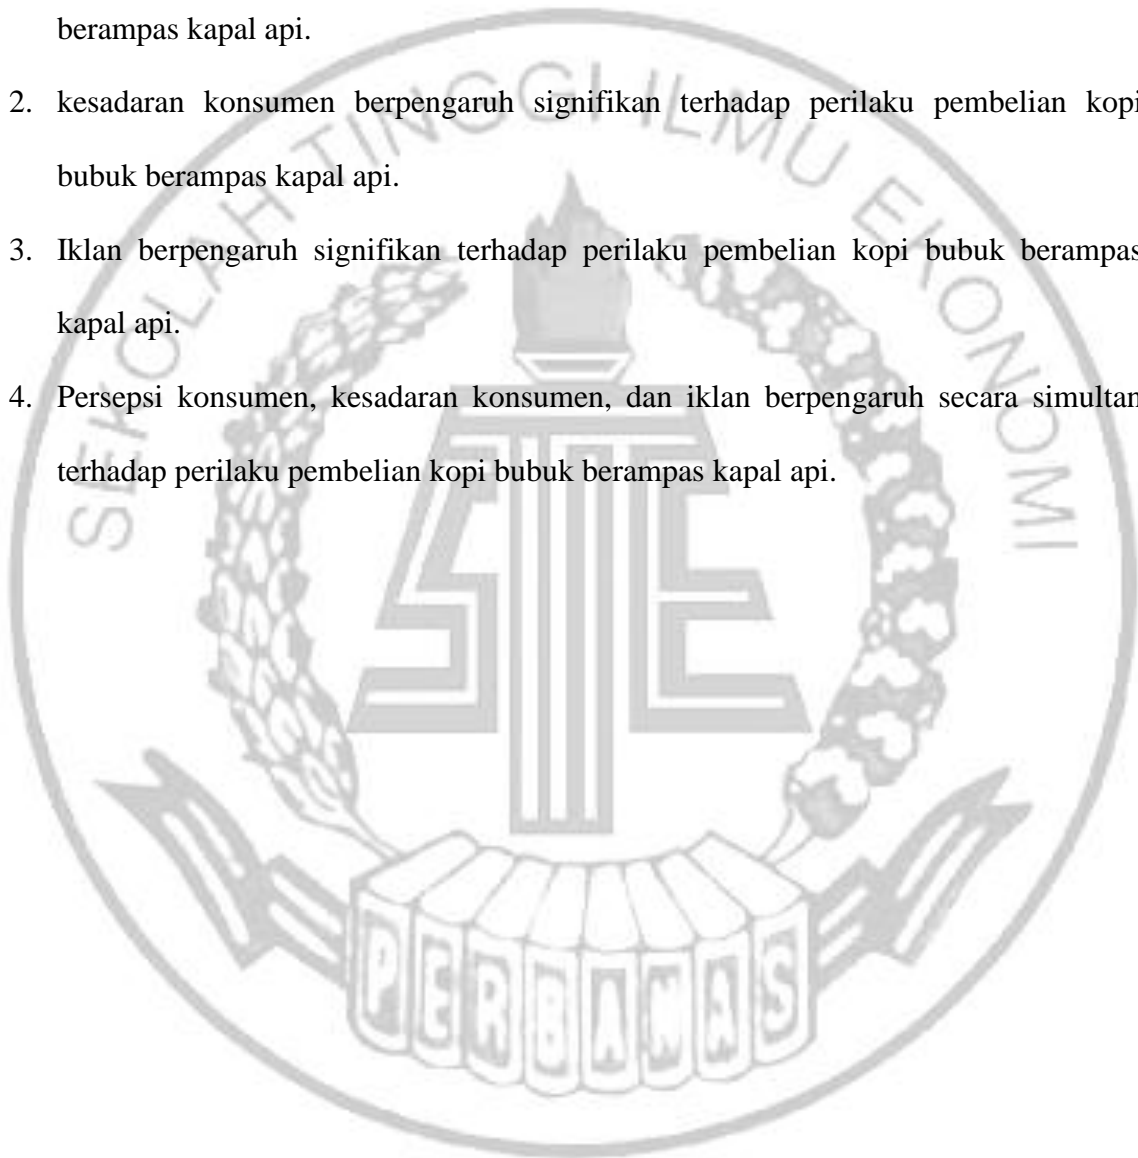 berampas kapal api.
2. kesadaran konsumen berpengaruh signifikan terhadap perilaku pembelian kopi
bubuk berampas kapal api.
3. Iklan berpengaruh signifikan terhadap perilaku pembelian kopi bubuk berampas
kapal api.
4. Persepsi konsumen, kesadaran konsumen, dan iklan berpengaruh secara simultan
terhadap perilaku pembelian kopi bubuk berampas kapal api.
SEKOLAH TINGGI ILMU EKONOMI
STIE
PERBANAS